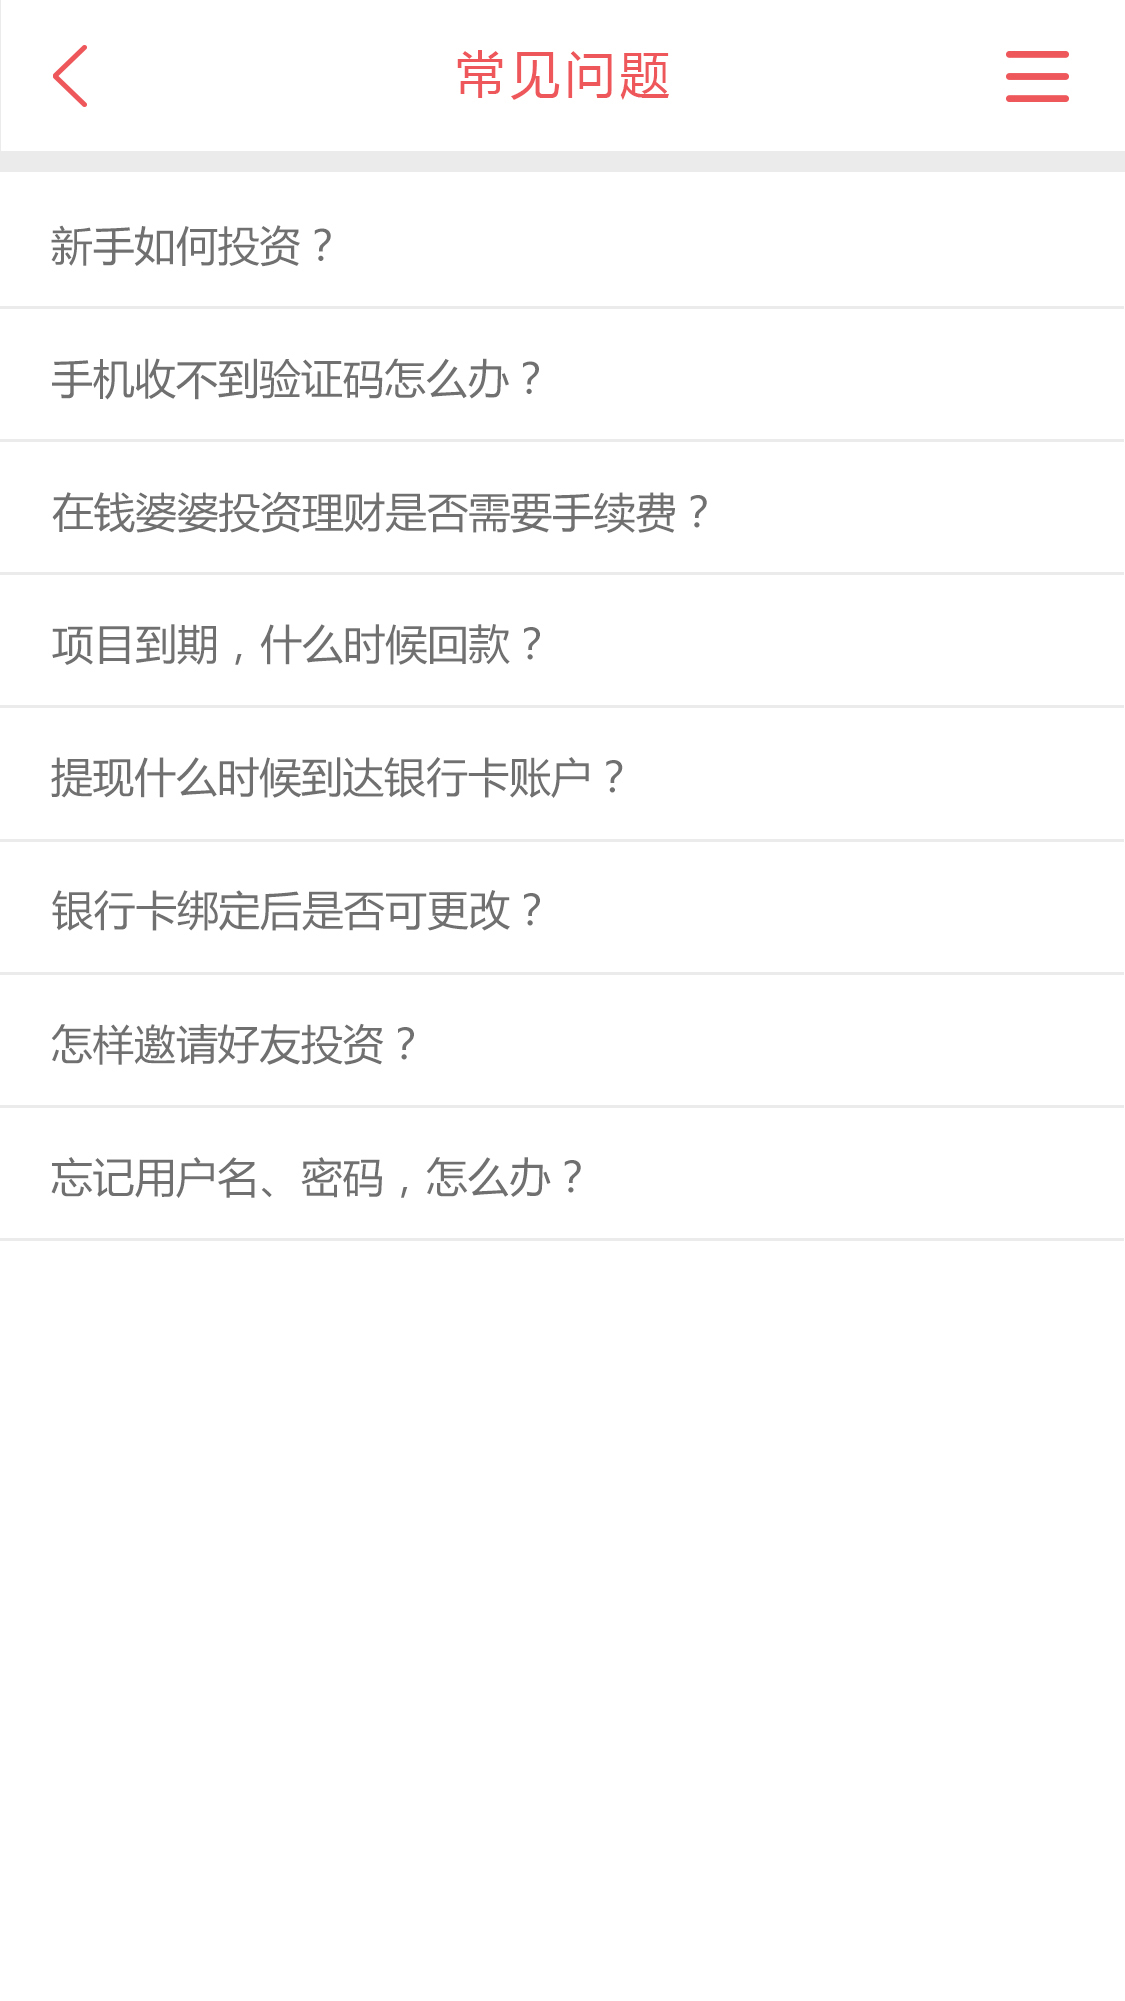 常见问题
新手如何投资？
手机收不到验证码怎么办？
在钱婆婆投资理财是否需要手续费？
项目到期，什么时候回款？
提现什么时候到达银行卡账户？
银行卡绑定后是否可更改？
怎样邀请好友投资？
忘记用户名、密码，怎么办？